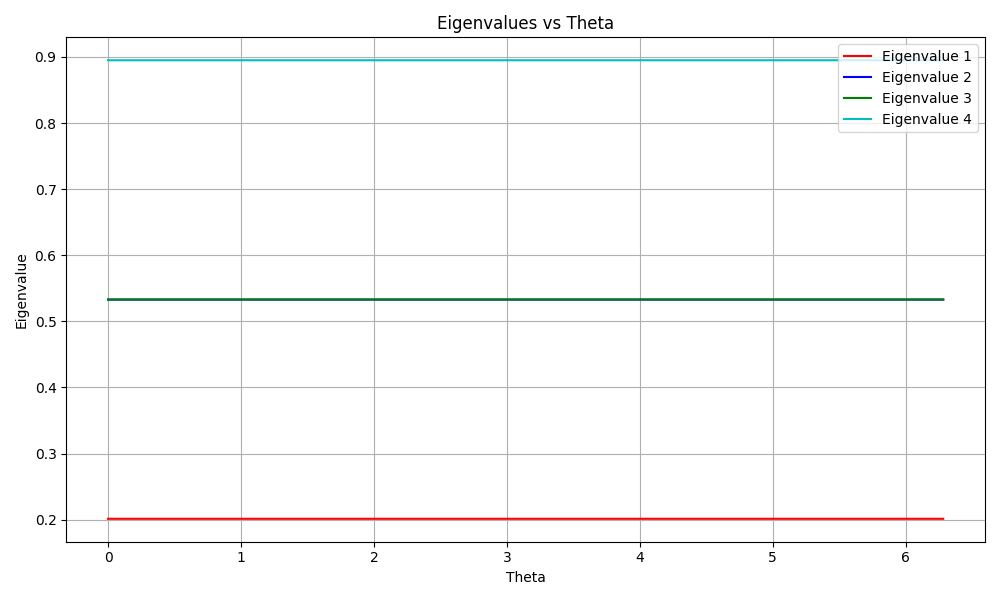 Eigenvalues vs Theta
Eigenvalue
0.9
0.8
0.7
0.6
0.5
0.4
0.3
0.2
Eigenvalue 1
Eigenvalue 2
Eigenvalue 3
Eigenvalue 4
0 1 2 3 4 5 6
Theta